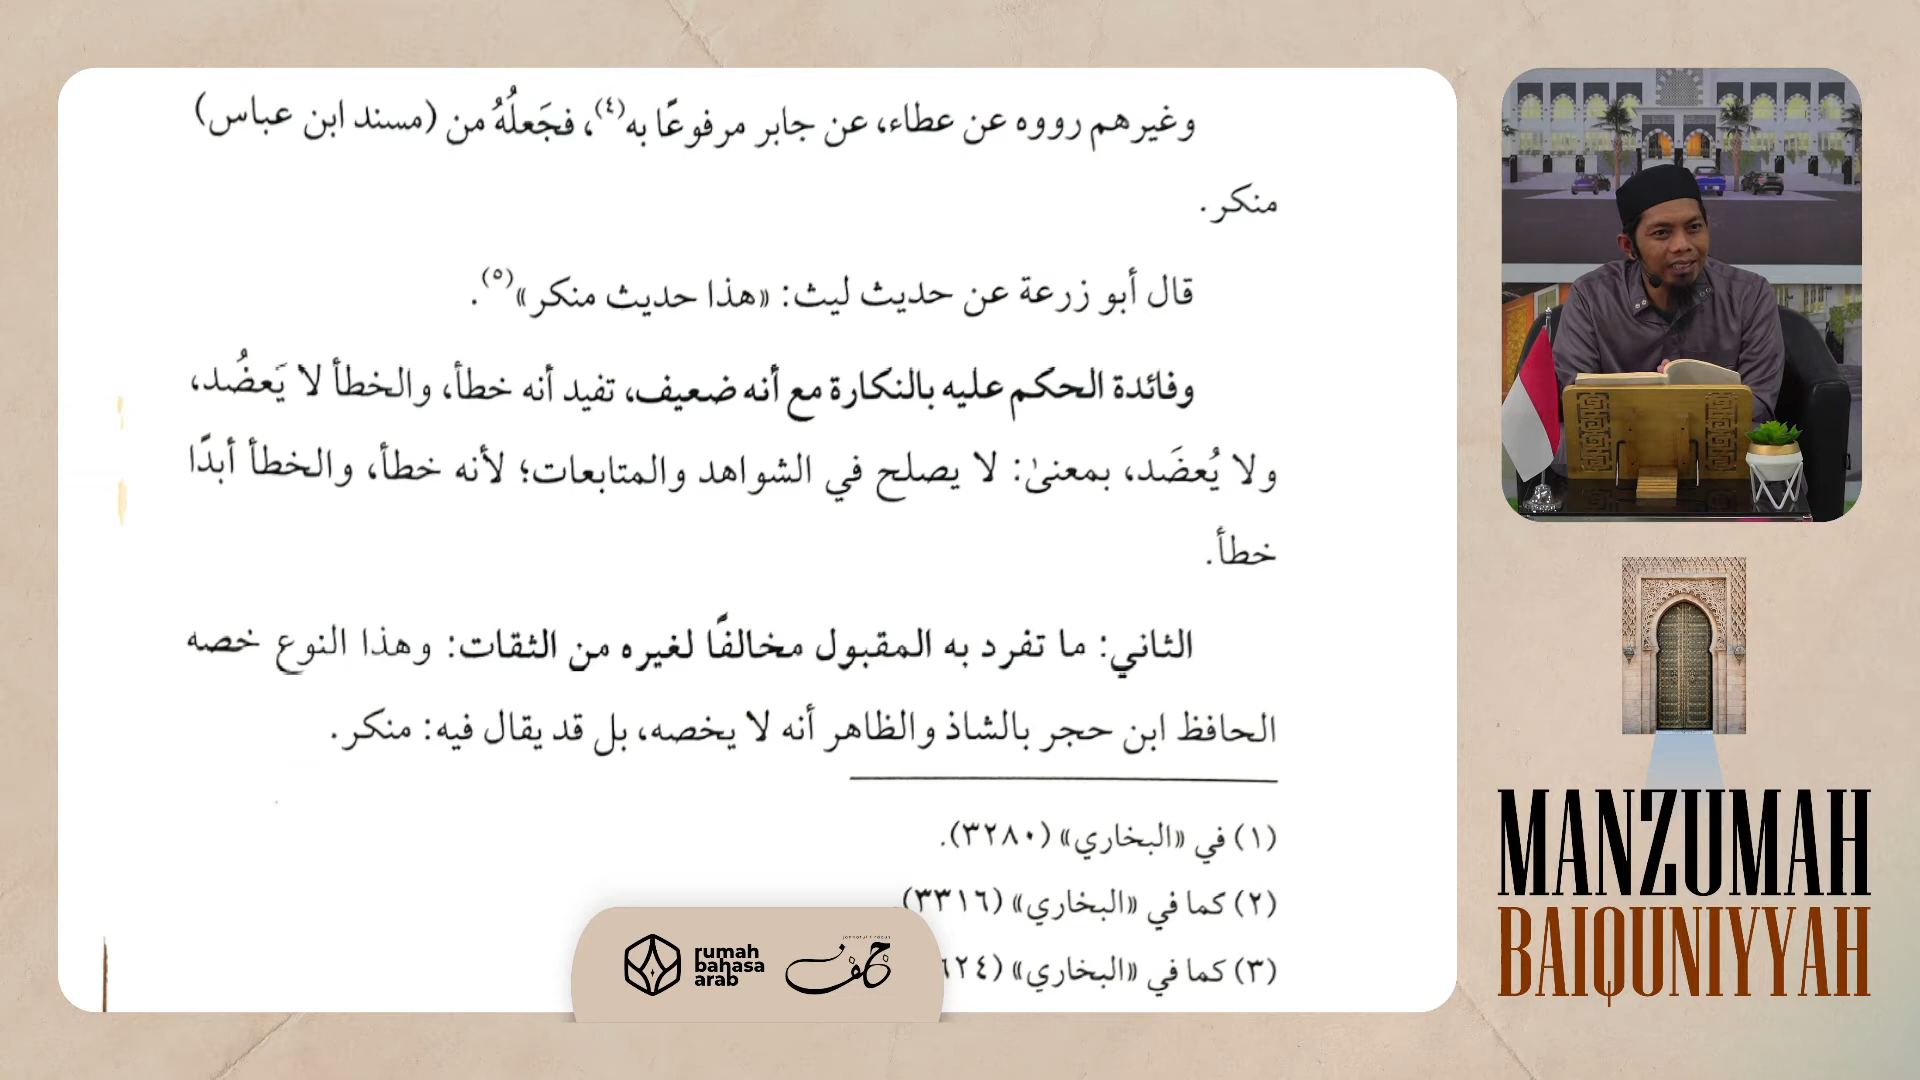 وغيرهم رووه عن عطاء، عن جابر مرفوعًا به(٤)، فجَعلُهُ من (مسند ابن عباس)
منكر.
قال أبو زرعة عن حديث ليث: «هذا حديث منكر»(٥).
وفائدة الحكم عليه بالنكارة مع أنه ضعيف، تفيد أنه خطأ، والخطأ لا يَعضُد،
ولا يُعضَد، بمعنىٰ: لا يصلح في الشواهد والمتابعات؛ لأنه خطأ، والخطأ أبدًا
خطأ.
الثاني: ما تفرد به المقبول مخالفًا لغيره من الثقات: وهذا النوع خصه
الحافظ ابن حجر بالشاذ والظاهر أنه لا يخصه، بل قد يقال فيه: منكر.
(١) في «البخاري» (٣٢٨٠).
(٢) كما في «البخاري» (٣٣١٦)
(٣) كما في «البخاري»
rumah
bahasa
arab
MANZUMAH
BAIQUNIYYAH